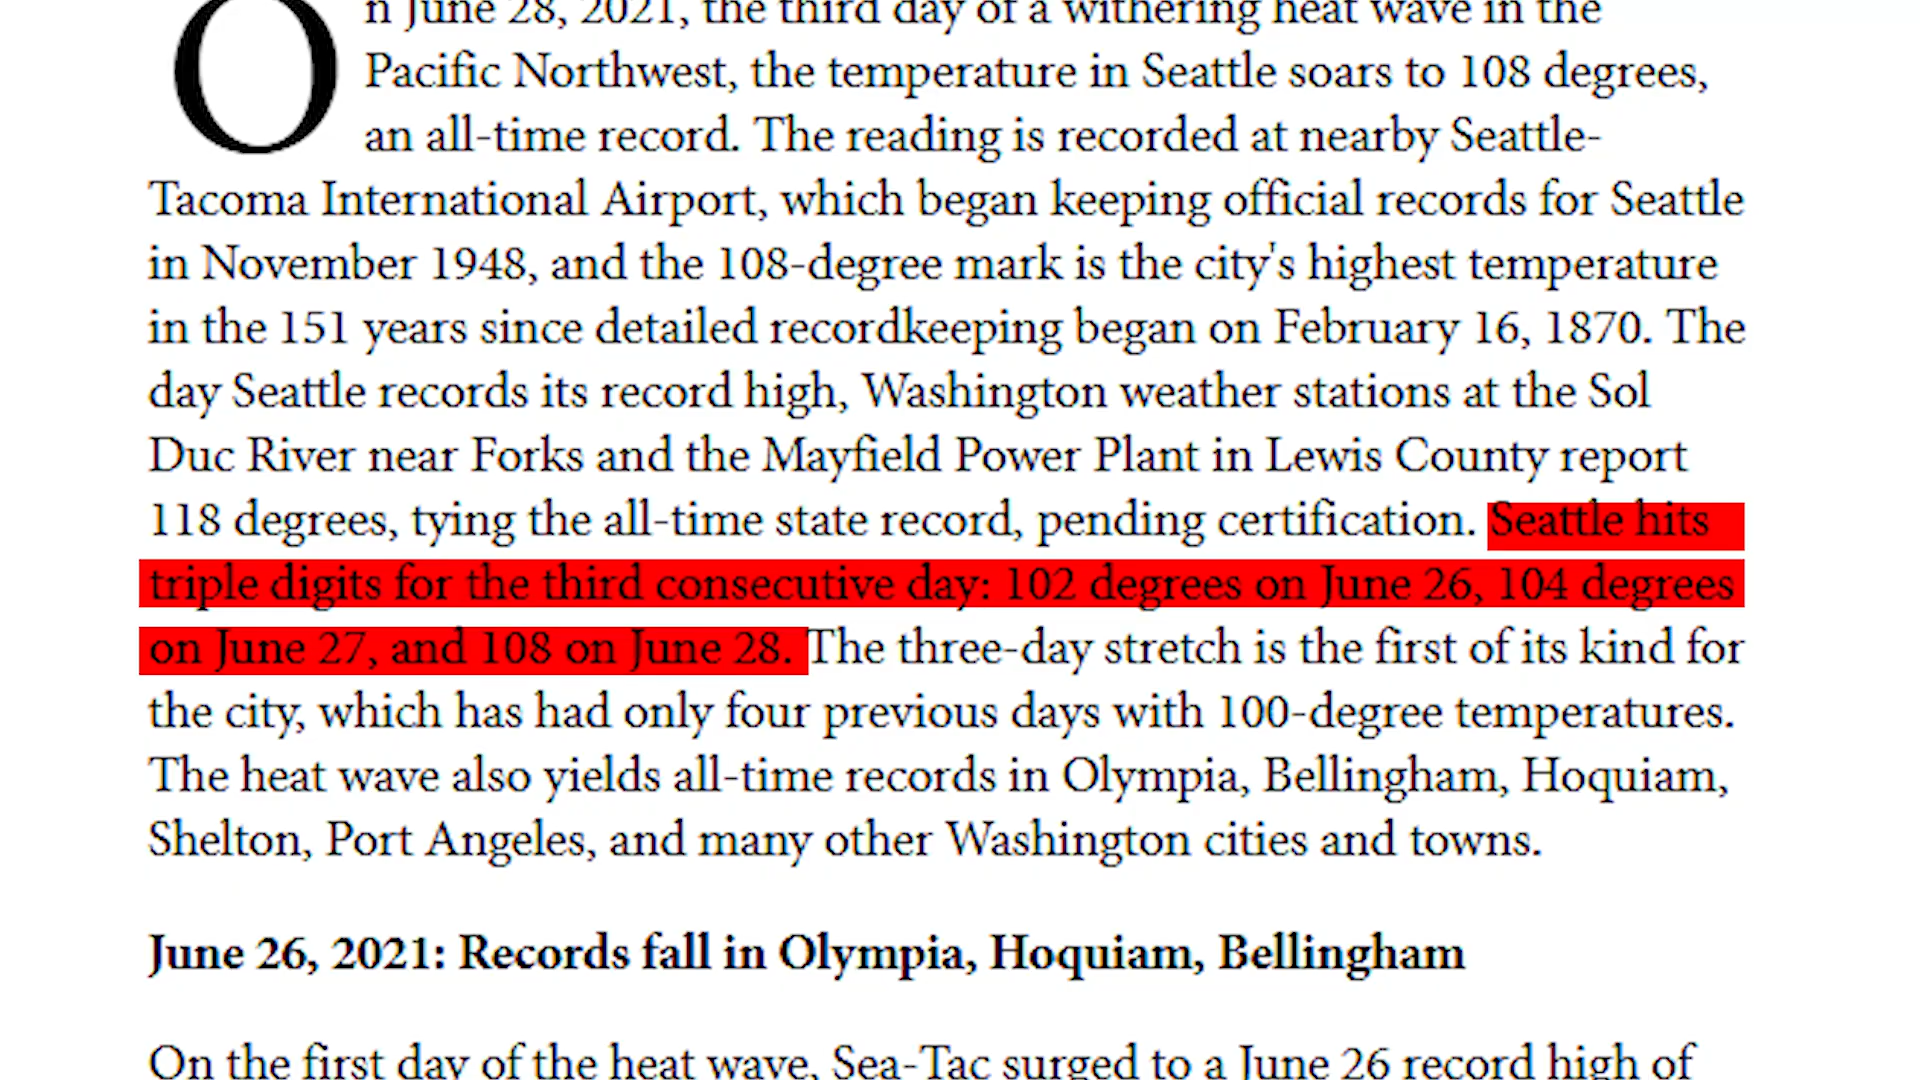 On June 28, 2021, the third day of a withering heat wave in the
Pacific Northwest, the temperature in Seattle soars to 108 degrees,
an all-time record. The reading is recorded at nearby Seattle-
Tacoma International Airport, which began keeping official records for Seattle
in November 1948, and the 108-degree mark is the city's highest temperature
in the 151 years since detailed recordkeeping began on February 16, 1870. The
day Seattle records its record high, Washington weather stations at the Sol
Duc River near Forks and the Mayfield Power Plant in Lewis County report
118 degrees, tying the all-time state record, pending certification. Seattle hits
triple digits for the third consecutive day: 102 degrees on June 26, 104 degrees
on June 27, and 108 on June 28. The three-day stretch is the first of its kind for
the city, which has had only four previous days with 100-degree temperatures.
The heat wave also yields all-time records in Olympia, Bellingham, Hoquiam,
Shelton, Port Angeles, and many other Washington cities and towns.
June 26, 2021: Records fall in Olympia, Hoquiam, Bellingham
On the first day of the heat wave, Sea-Tac surged to a June 26 record high of